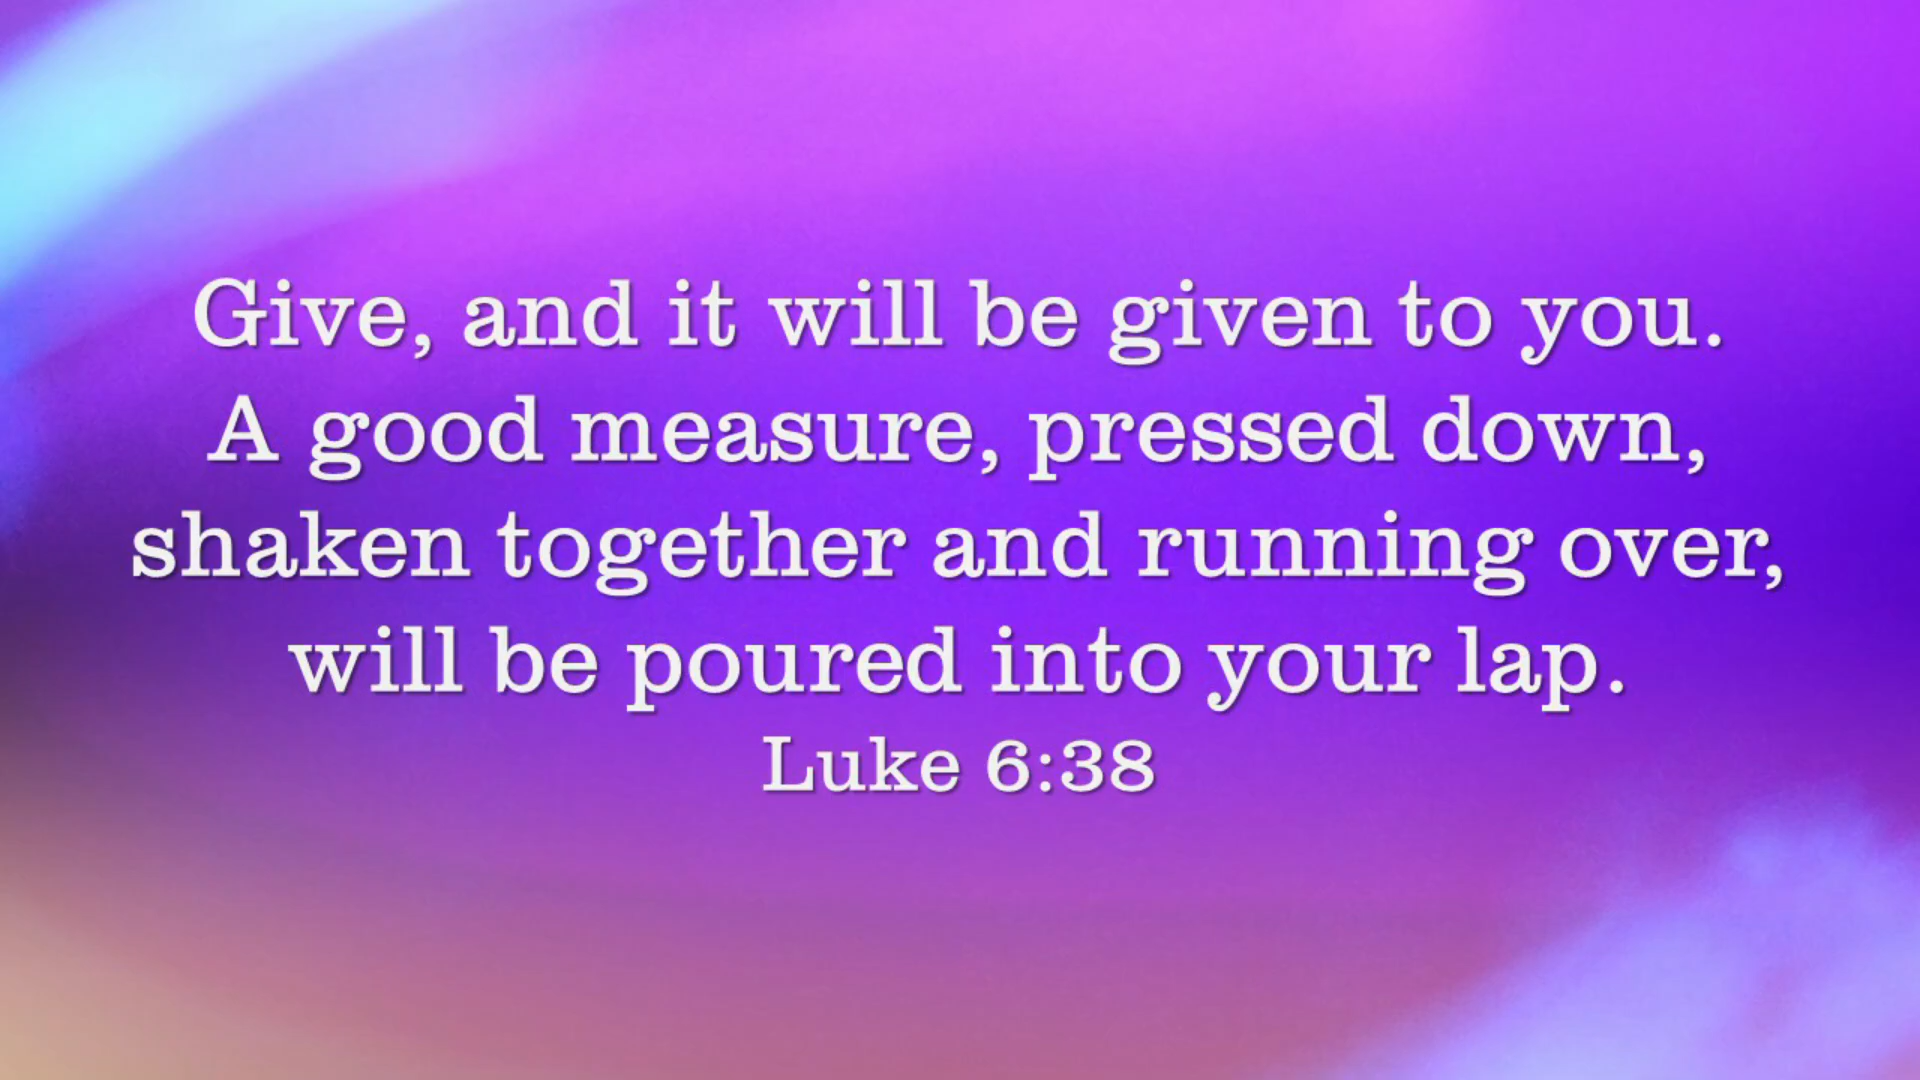 Give, and it will be given to you.
A good measure, pressed down,
shaken together and running over,
will be poured into your lap.
Luke 6:38